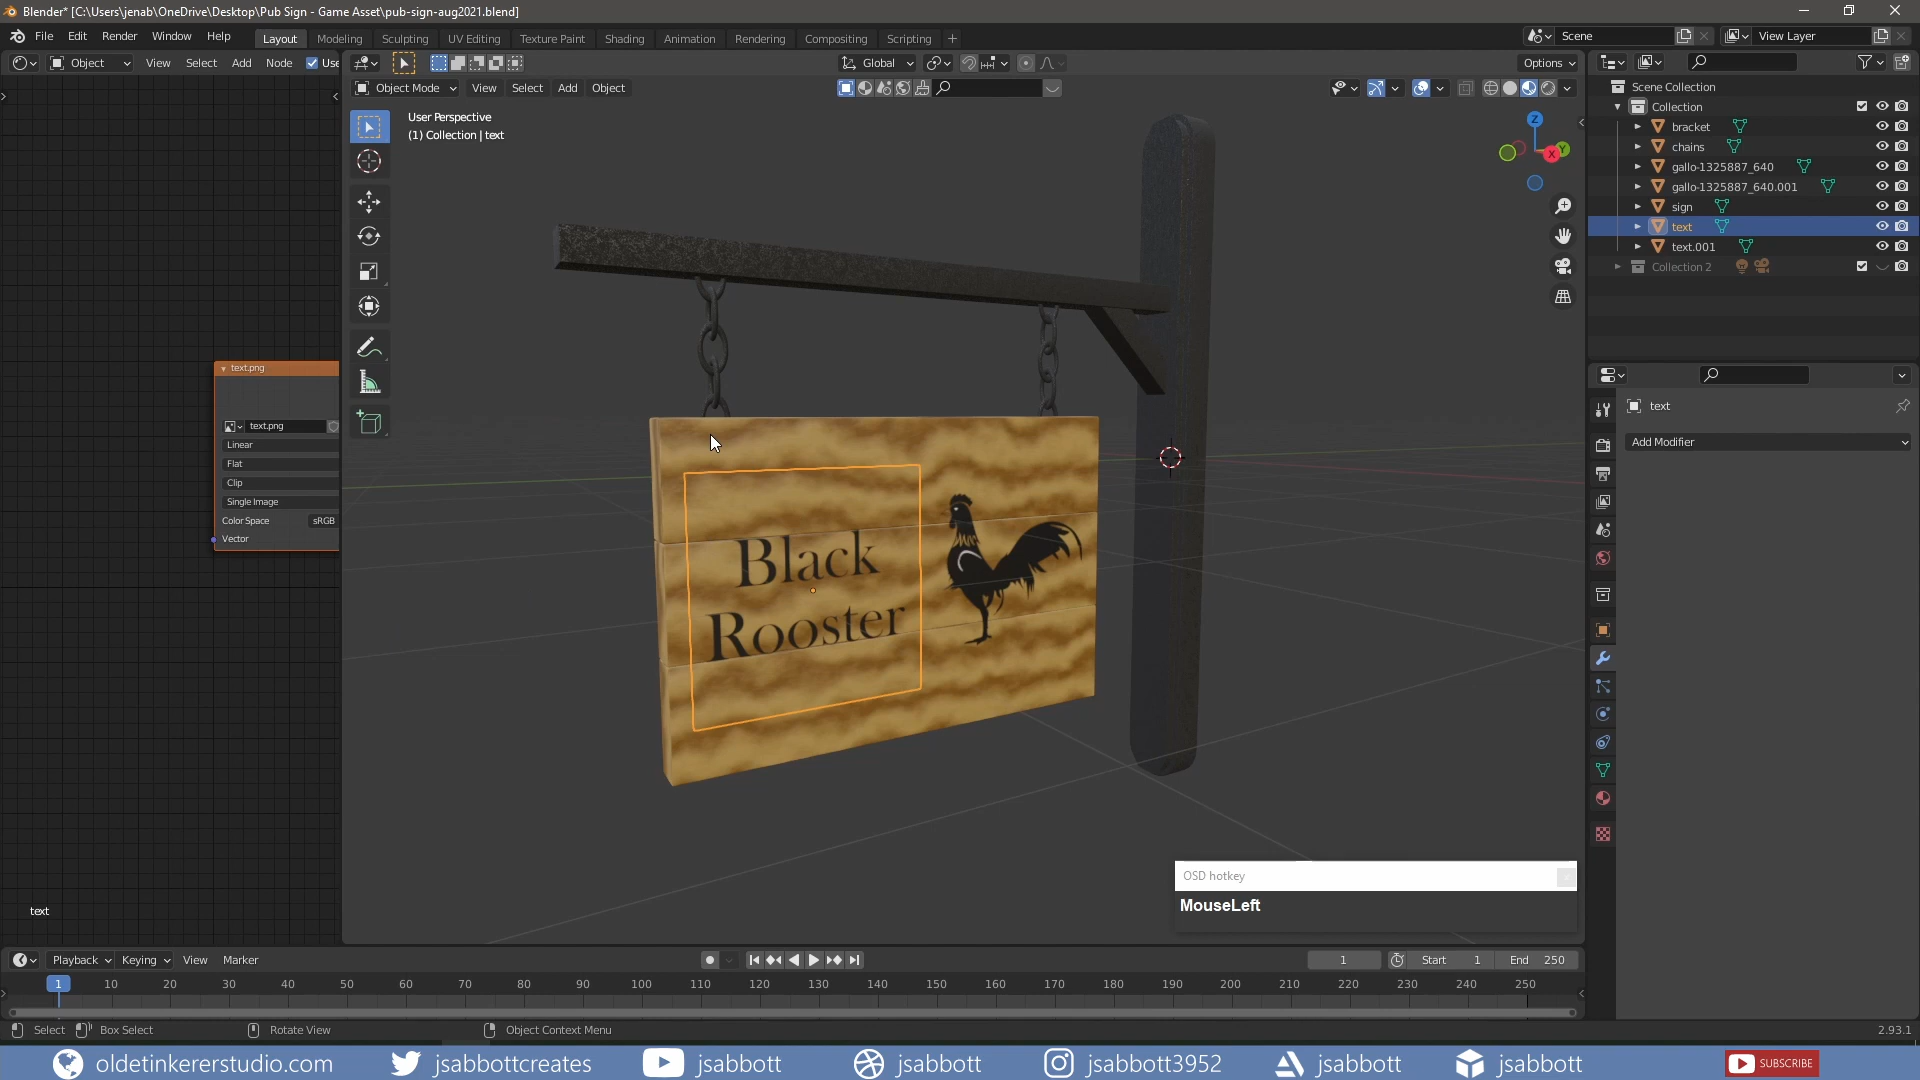 Blender* [C:\Users\jenab\OneDrive\Desktop\Pub Sign - Game Asset\pub-sign-aug2021.blend]
File Edit Render Window Help Layout Modeling Sculpting UV Editing Texture Paint Shading Animation Rendering Compositing Scripting Scene View Layer
Object View Select Add Node Global Options
Object Mode View Select Add Object
User Perspective
(1) Collection | text
Scene Collection
Collection
bracket
chains
gallo-1325887_640
gallo-1325887_640.001
sign
text
text.001
Collection 2
text
Add Modifier
text.png
text.png
Linear
Flat
Clip
Single Image
Color Space sRGB
Vector
Z
X
Y
Black
Rooster
OSD hotkey
MouseLeft
text
Playback Keying View Marker 1 Start 1 End 250
1 10 20 30 40 50 60 70 80 90 100 110 120 130 140 150 160 170 180 190 200 210 220 230 240 250
Select Box Select Rotate View Object Context Menu 2.93.1
oldetinkererstudio.com jsabbottcreates jsabbott jsabbott jsabbott3952 jsabbott jsabbott SUBSCRIBE